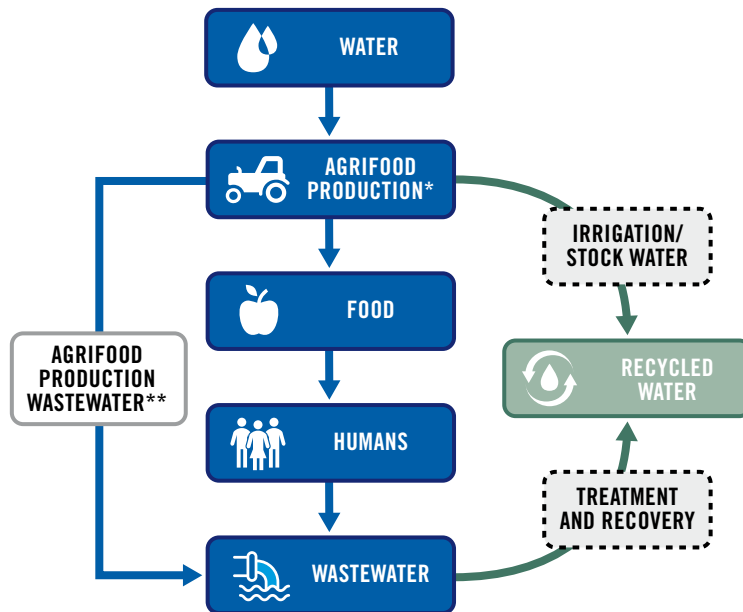 WATER
AGRIFOOD
PRODUCTION*
IRRIGATION/
STOCK WATER
FOOD
AGRIFOOD
PRODUCTION
WASTEWATER**
RECYCLED
WATER
HUMANS
TREATMENT
AND RECOVERY
WASTEWATER